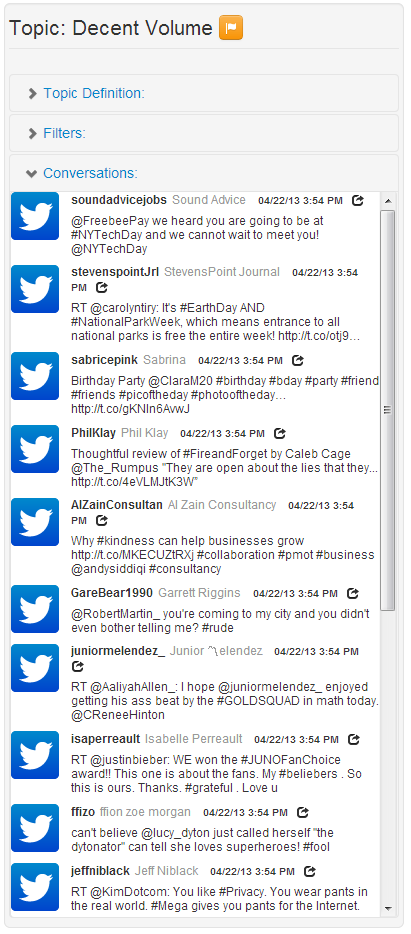 Topic: Decent Volume
Topic Definition:
Filters:
Conversations:
soundadvicejobs Sound Advice 04/22/13 3:54 PM
@FreebeePay we heard you are going to be at
#NYTechDay and we cannot wait to meet you!
@NYTechDay
stevenspointJrl StevensPoint Journal 04/22/13 3:54
PM
RT @carolyntiry: It's #EarthDay AND
#NationalParkWeek, which means entrance to all
national parks is free the entire week! http://t.co/otj9...
sabricepink Sabrina 04/22/13 3:54 PM
Birthday Party @ClaraM20 #birthday #bday #party #friend
#friends #picoftheday #photooftheday...
http://t.co/gKNIn6AvwJ
PhilKlay Phil Klay 04/22/13 3:54 PM
Thoughtful review of #FireandForget by Caleb Cage
@The_Rumpus "They are open about the lies that they...
http://t.co/4eVLMJtK3W"
AlZainConsultan Al Zain Consultancy 04/22/13 3:54
PM
Why #kindness can help businesses grow
http://t.co/MKECUZtRXj #collaboration #pmot #business
@andysiddiqi #consultancy
GareBear1990 Garrett Riggins 04/22/13 3:54 PM
@RobertMartin_ you're coming to my city and you didn't
even bother telling me? #rude
juniormelendez_ Junior elendez 04/22/13 3:54 PM
RT @AaliyahAllen_: I hope @juniormelendez_ enjoyed
getting his ass beat by the #GOLDSQUAD in math today.
@CReneeHinton
isaperreault Isabelle Perreault 04/22/13 3:54 PM
RT @justinbieber: WE won the #JUNOFanChoice
award!! This one is about the fans. My #beliebers . So
this is ours. Thanks. #grateful . Love u
ffizo ffion zoe morgan 04/22/13 3:54 PM
can't believe @lucy_dyton just called herself "the
dytonator" can tell she loves superheroes! #fool
jeffniblack Jeff Niblack 04/22/13 3:54 PM
RT @KimDotcom: You like #Privacy. You wear pants in
the real world. #Mega gives you pants for the Internet.